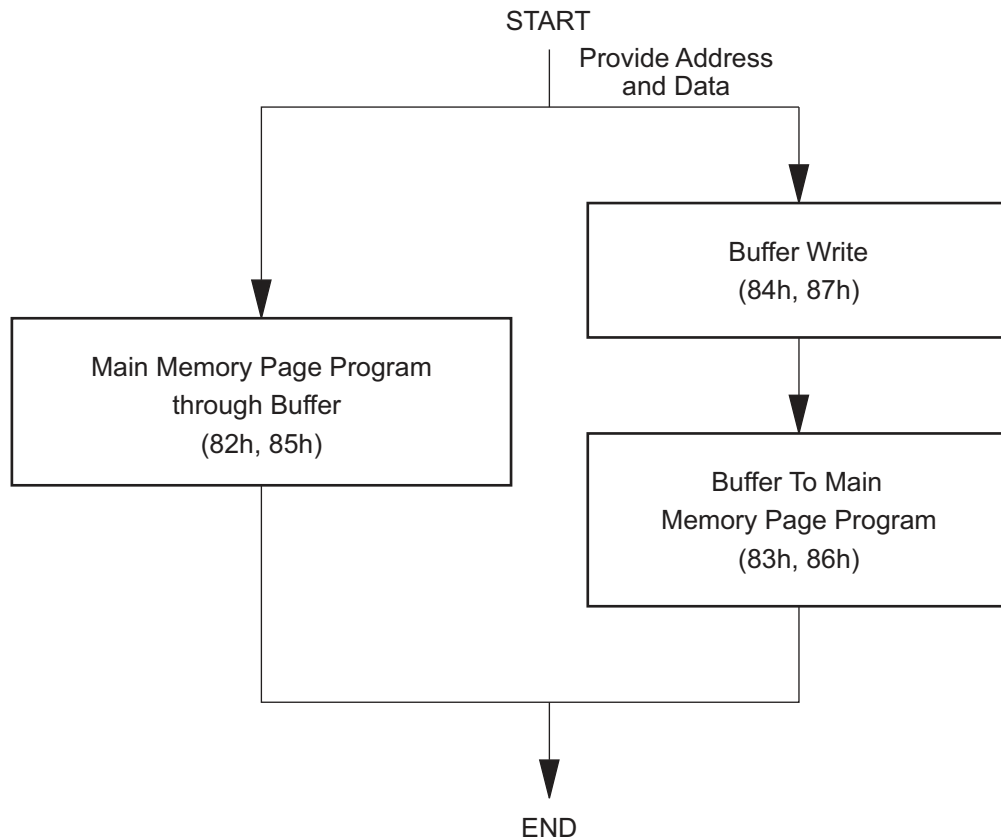 START
Provide Address
and Data
Buffer Write
(84h, 87h)
Main Memory Page Program
through Buffer
(82h, 85h)
Buffer To Main
Memory Page Program
(83h, 86h)
END